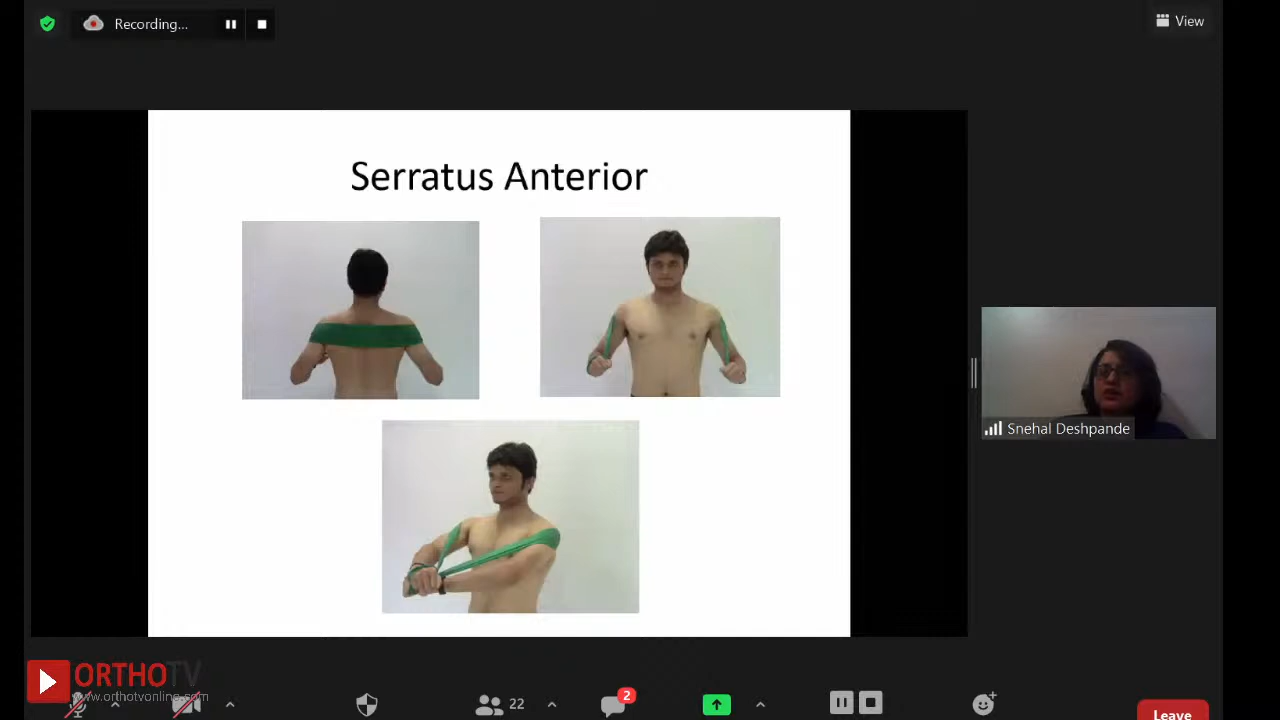 Recording...
View
Serratus Anterior
Snehal Deshpande
ORTHOTV
www.orthotvonline.com
22
2
Leave